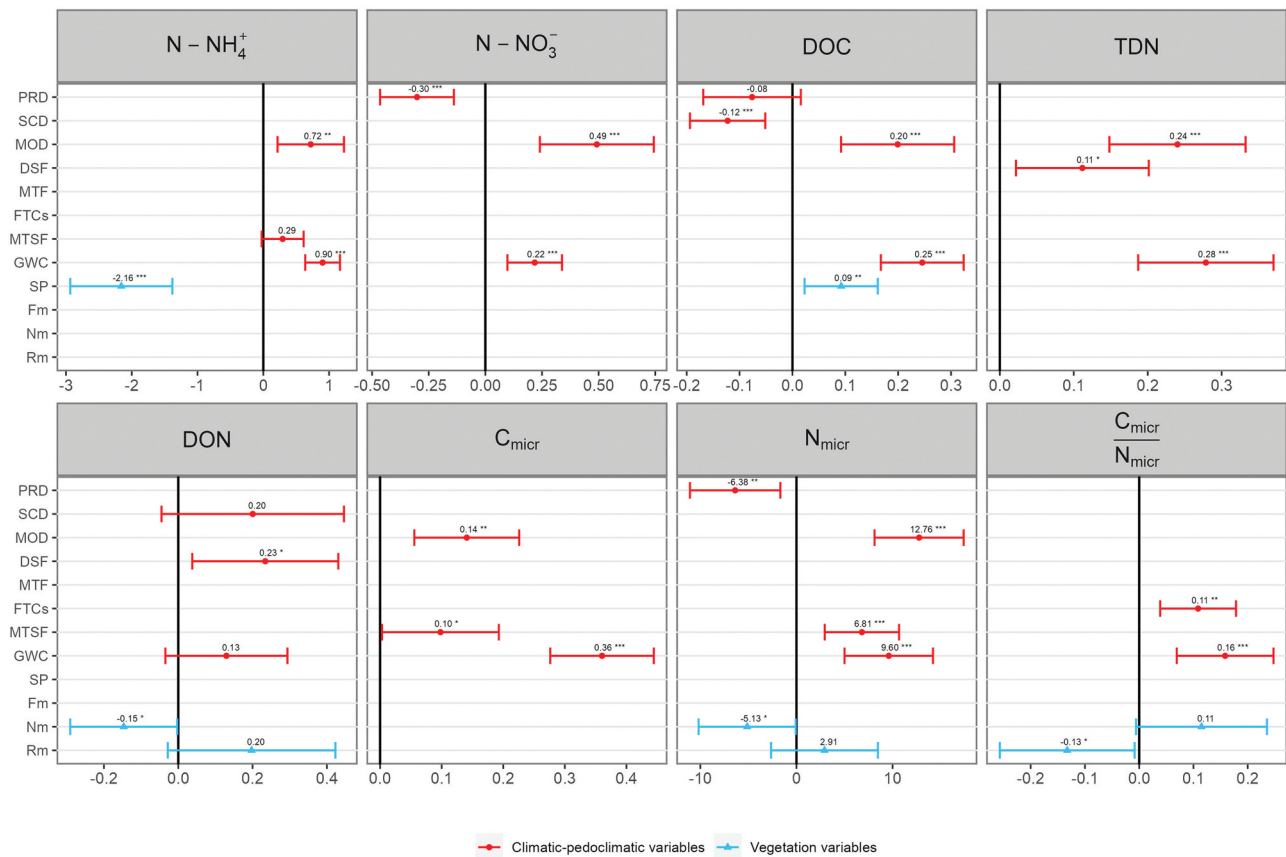 N − NH₄⁺ N − NO₃⁻ DOC TDN
PRD -0.30 *** -0.08
SCD -0.12 ***
MOD 0.72 ** 0.49 *** 0.20 *** 0.24 ***
DSF 0.11 *
MTF
FTCs
MTSF 0.29
GWC 0.90 *** 0.22 *** 0.25 *** 0.28 ***
SP -2.16 *** 0.09 **
Fm
Nm
Rm
-3 -2 -1 0 1 -0.50 -0.25 0.00 0.25 0.50 0.75 -0.2 -0.1 0.0 0.1 0.2 0.3 0.0 0.1 0.2 0.3
DON C_micr N_micr C_micr / N_micr
PRD -6.38 **
SCD 0.20
MOD 0.14 ** 12.76 ***
DSF 0.23 *
MTF
FTCs 0.11 **
MTSF 0.10 * 6.81 ***
GWC 0.13 0.36 *** 9.60 *** 0.16 ***
SP
Fm
Nm -0.15 * -5.13 * 0.11
Rm 0.20 2.91 -0.13 *
-0.2 0.0 0.2 0.4 0.0 0.1 0.2 0.3 0.4 -10 0 10 -0.2 -0.1 0.0 0.1 0.2
Climatic-pedoclimatic variables Vegetation variables